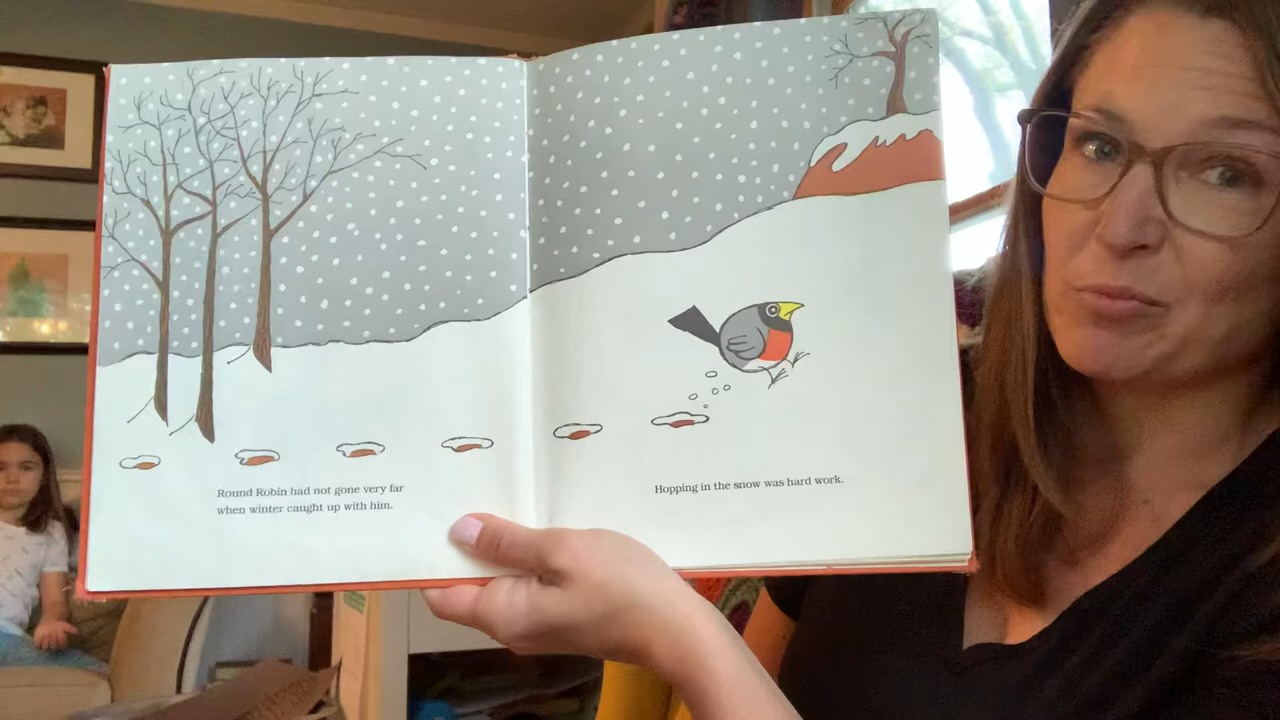 Round Robin had not gone very far
when winter caught up with him.
Hopping in the snow was hard work.